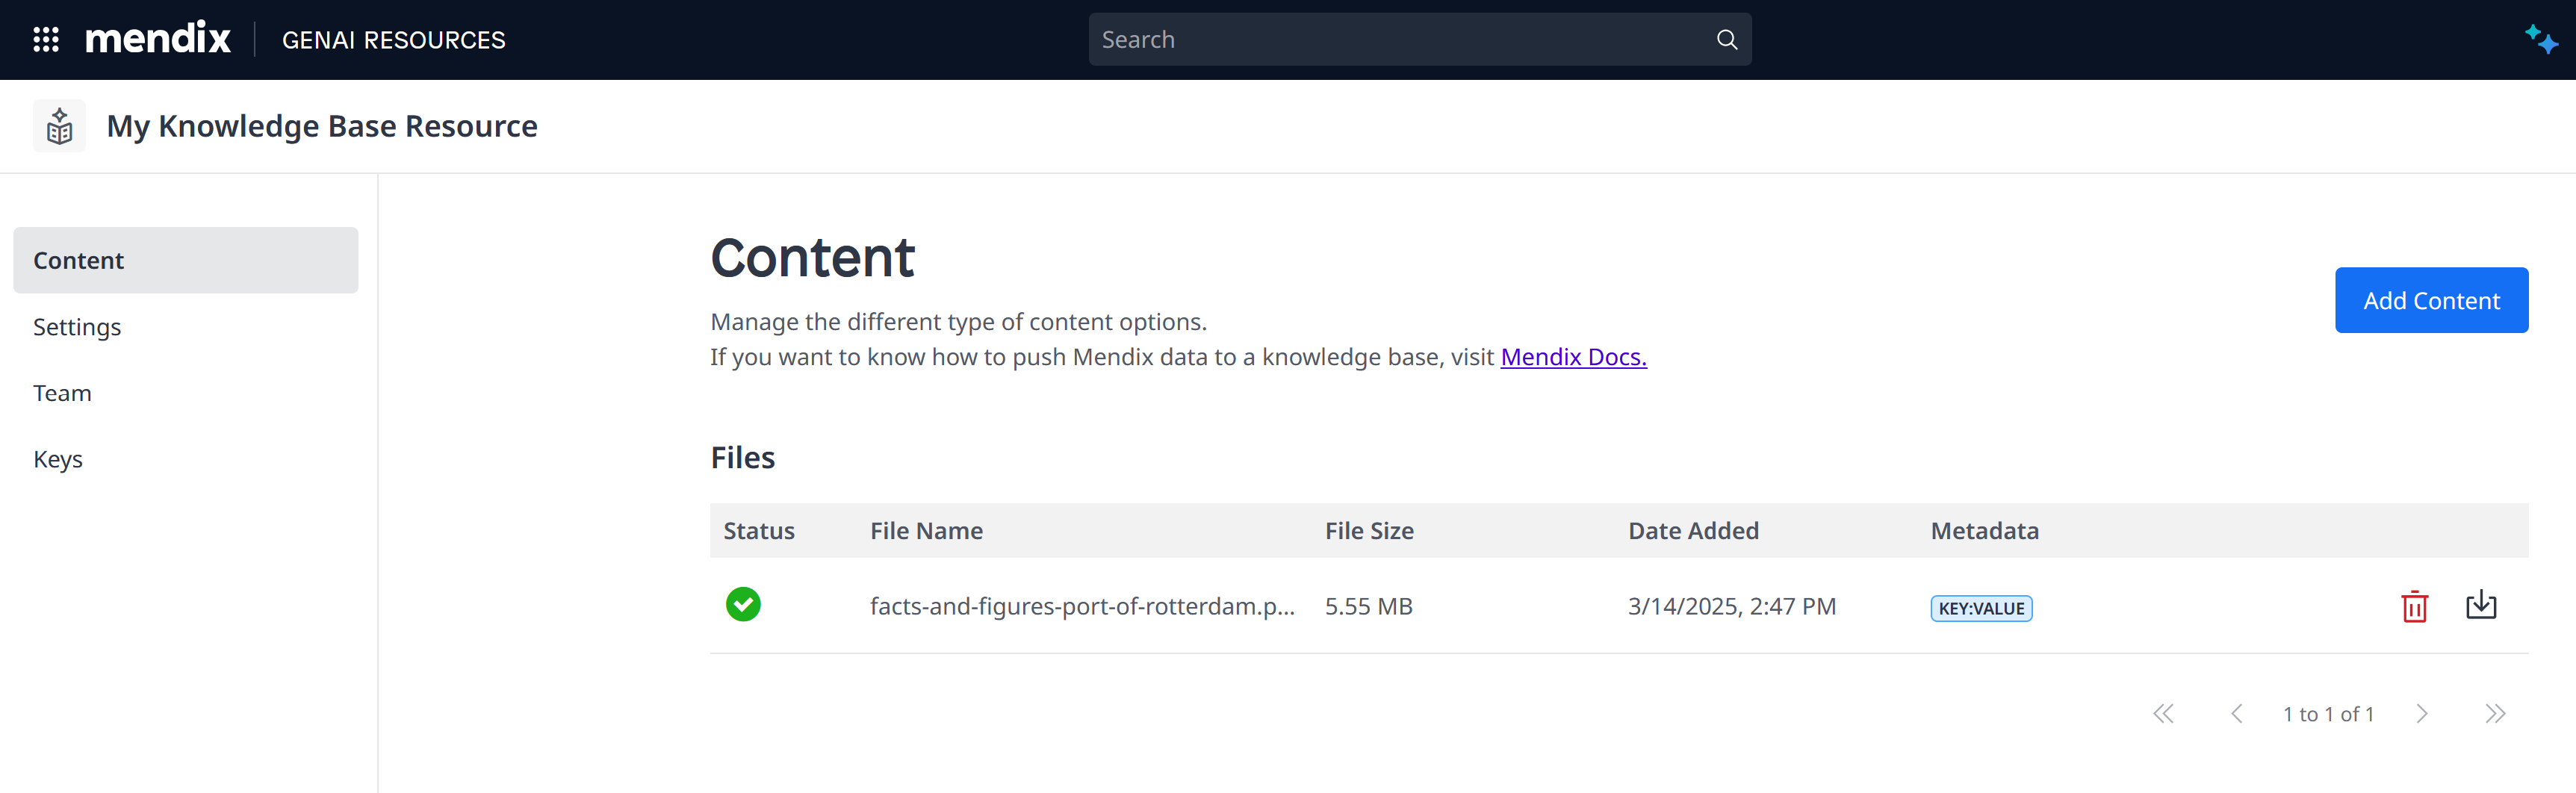 mendix
GENAI RESOURCES
Search
My Knowledge Base Resource
Content
Settings
Team
Keys
Content
Manage the different type of content options.
If you want to know how to push Mendix data to a knowledge base, visit Mendix Docs.
Add Content
Files
Status File Name File Size Date Added Metadata
facts-and-figures-port-of-rotterdam.p... 5.55 MB 3/14/2025, 2:47 PM KEY:VALUE
1 to 1 of 1